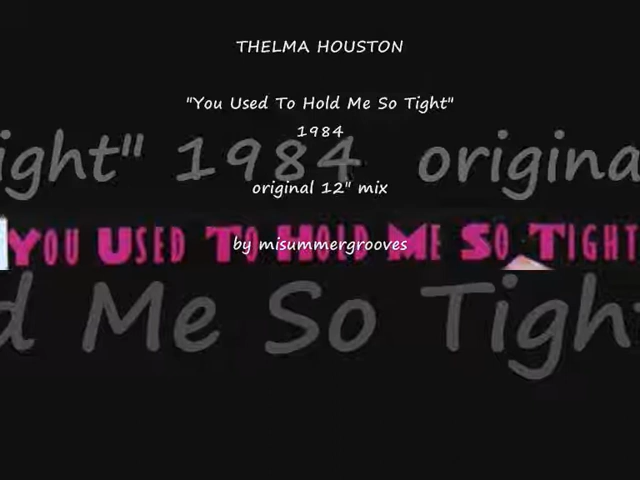 THELMA HOUSTON
"You Used To Hold Me So Tight"
1984
ight" 1984 origina
original 12" mix
YOU USED TO HOLD ME SO TIGHT
by misummergrooves
d Me So Tight